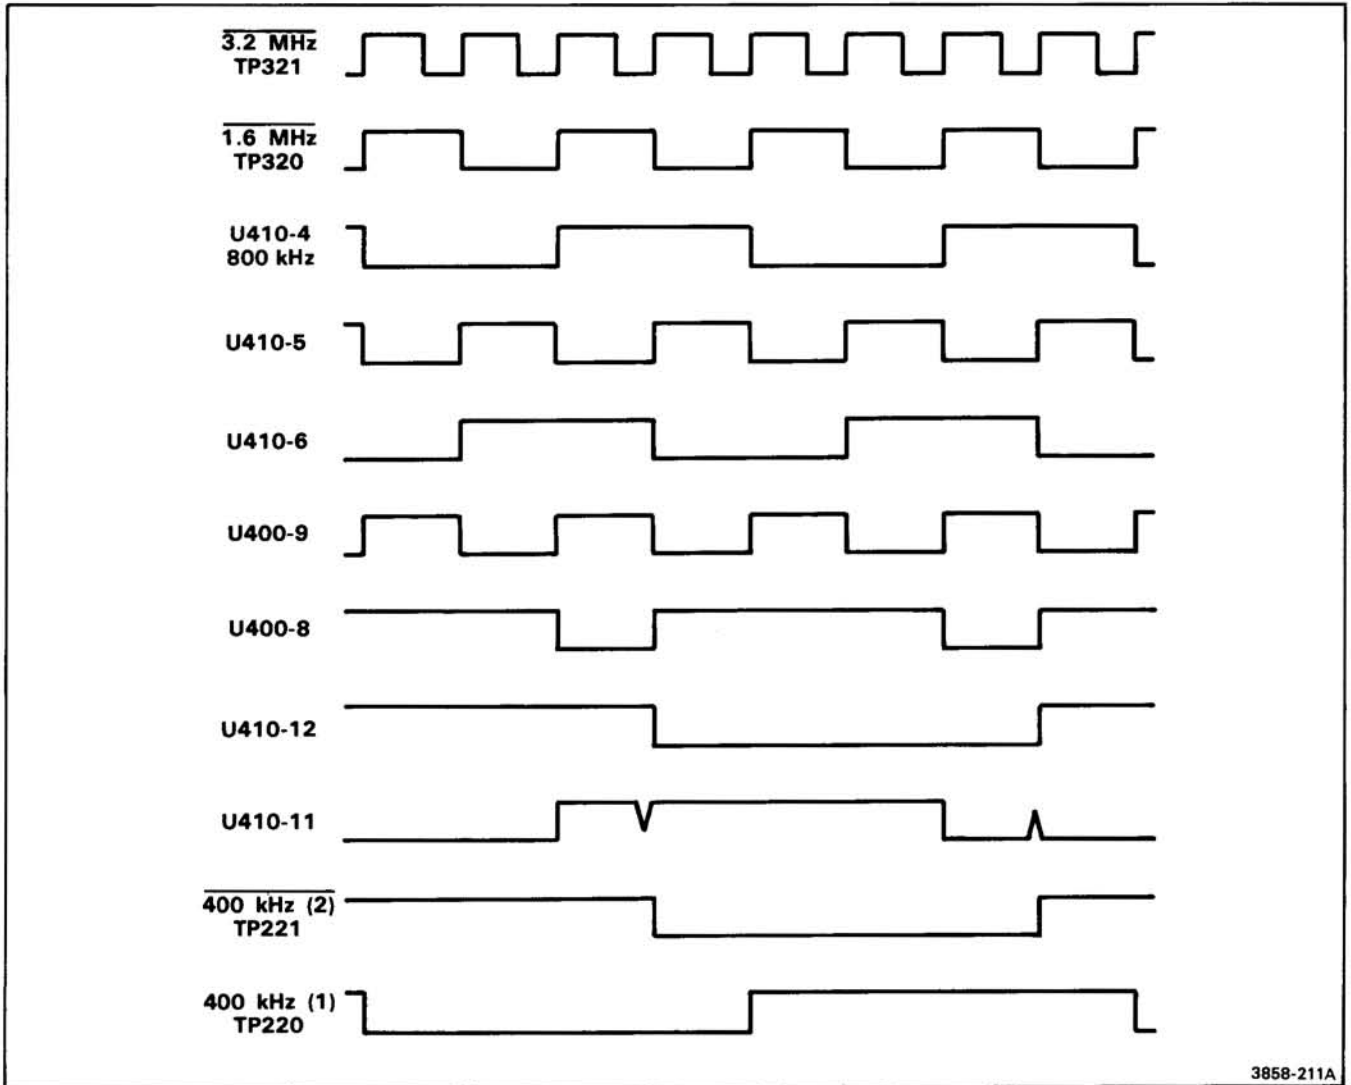 3.2 MHz
TP321
1.6 MHz
TP320
U410-4
800 kHz
U410-5
U410-6
U400-9
U400-8
U410-12
U410-11
400 kHz (2)
TP221
400 kHz (1)
TP220
3858-211A